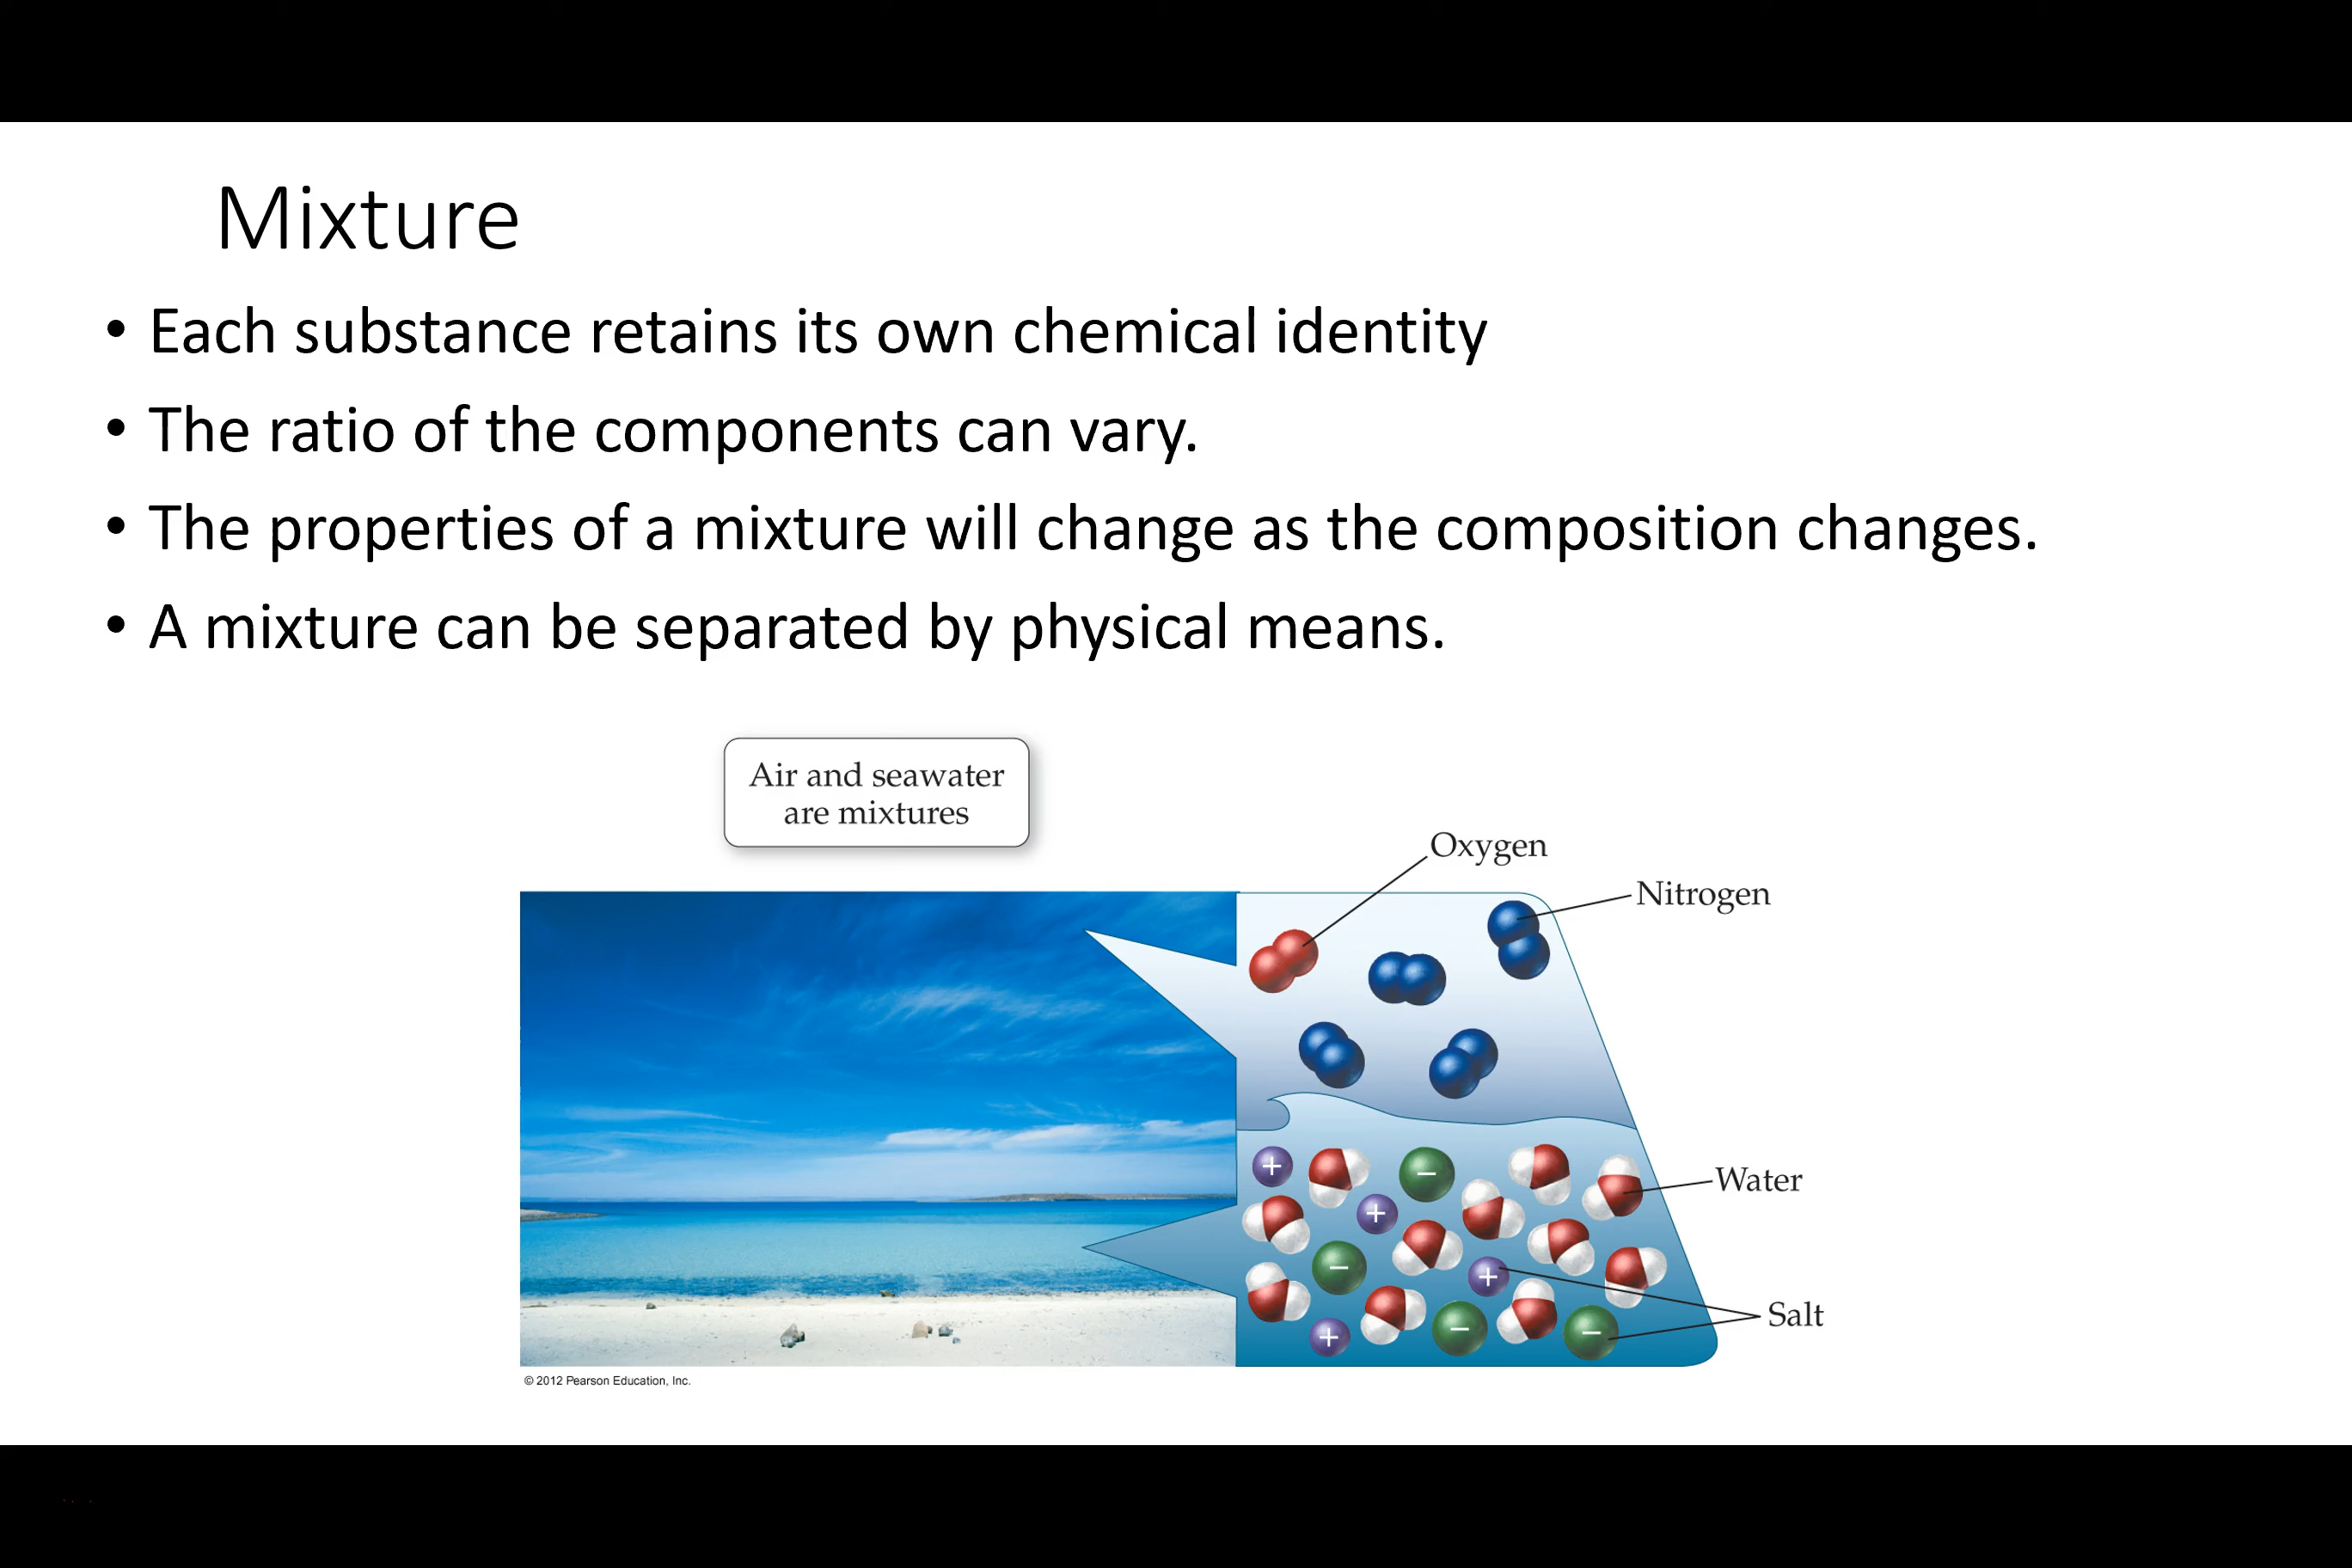 Mixture
• Each substance retains its own chemical identity
• The ratio of the components can vary.
• The properties of a mixture will change as the composition changes.
• A mixture can be separated by physical means.
Air and seawater
are mixtures
Oxygen
Nitrogen
+
−
Water
+
−
+
Salt
+
−
−
© 2012 Pearson Education, Inc.